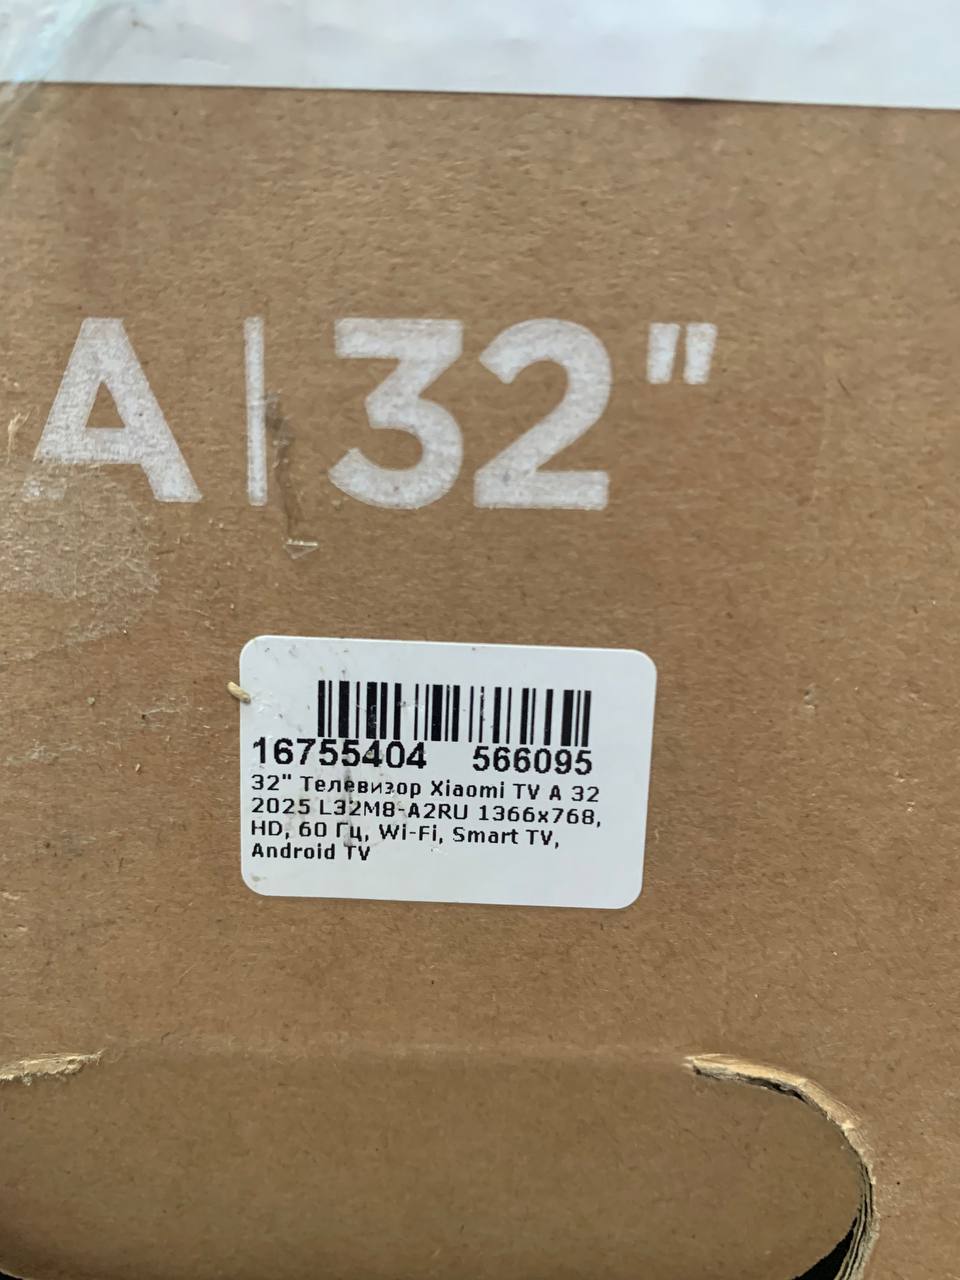 A|32"
16755404 566095
32" Телевизор Xiaomi TV A 32
2025 L32M8-A2RU 1366x768,
HD, 60 Гц, Wi-Fi, Smart TV,
Android TV